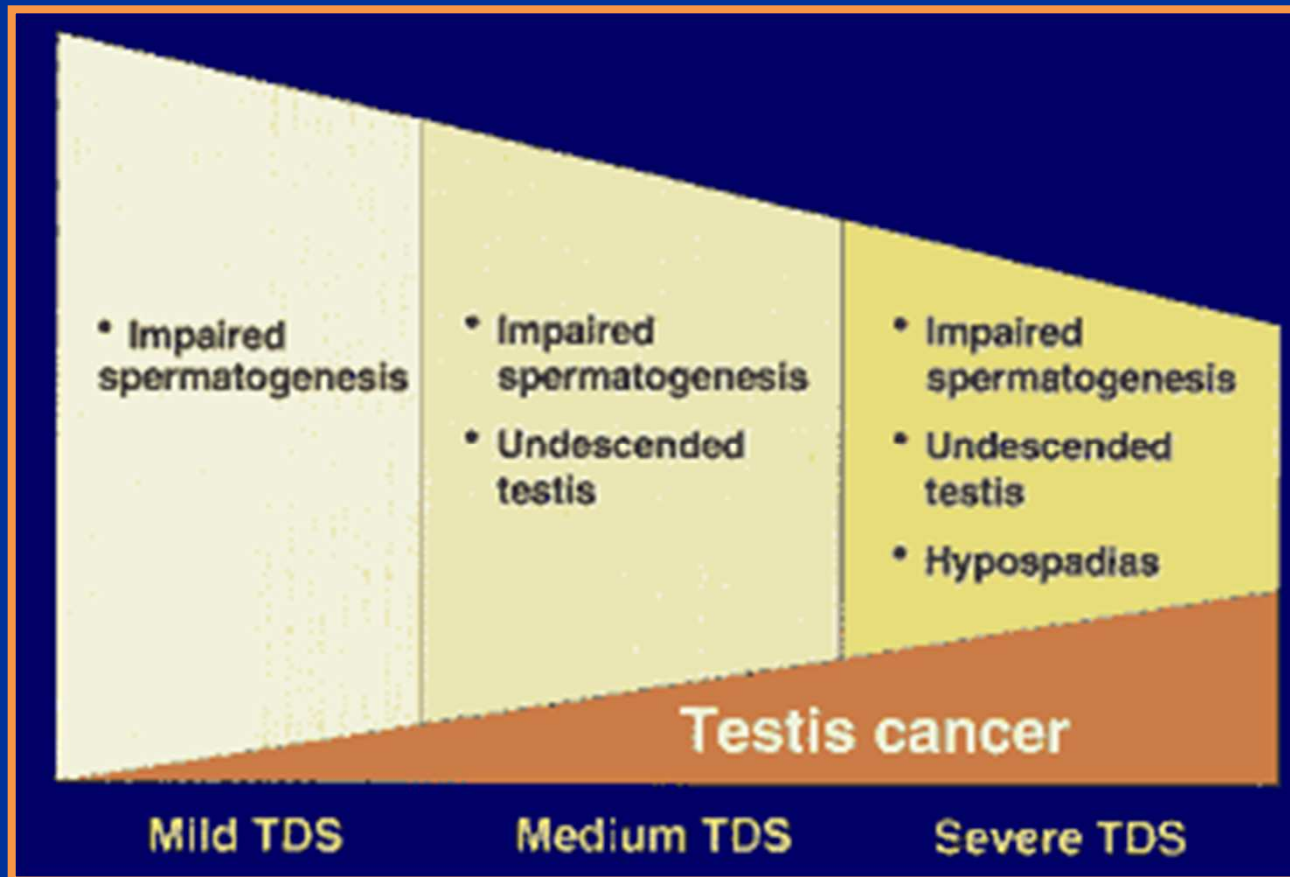 • Impaired
spermatogenesis
• Impaired
spermatogenesis
• Undescended
testis
• Impaired
spermatogenesis
• Undescended
testis
• Hypospadias
Testis cancer
Mild TDS
Medium TDS
Severe TDS